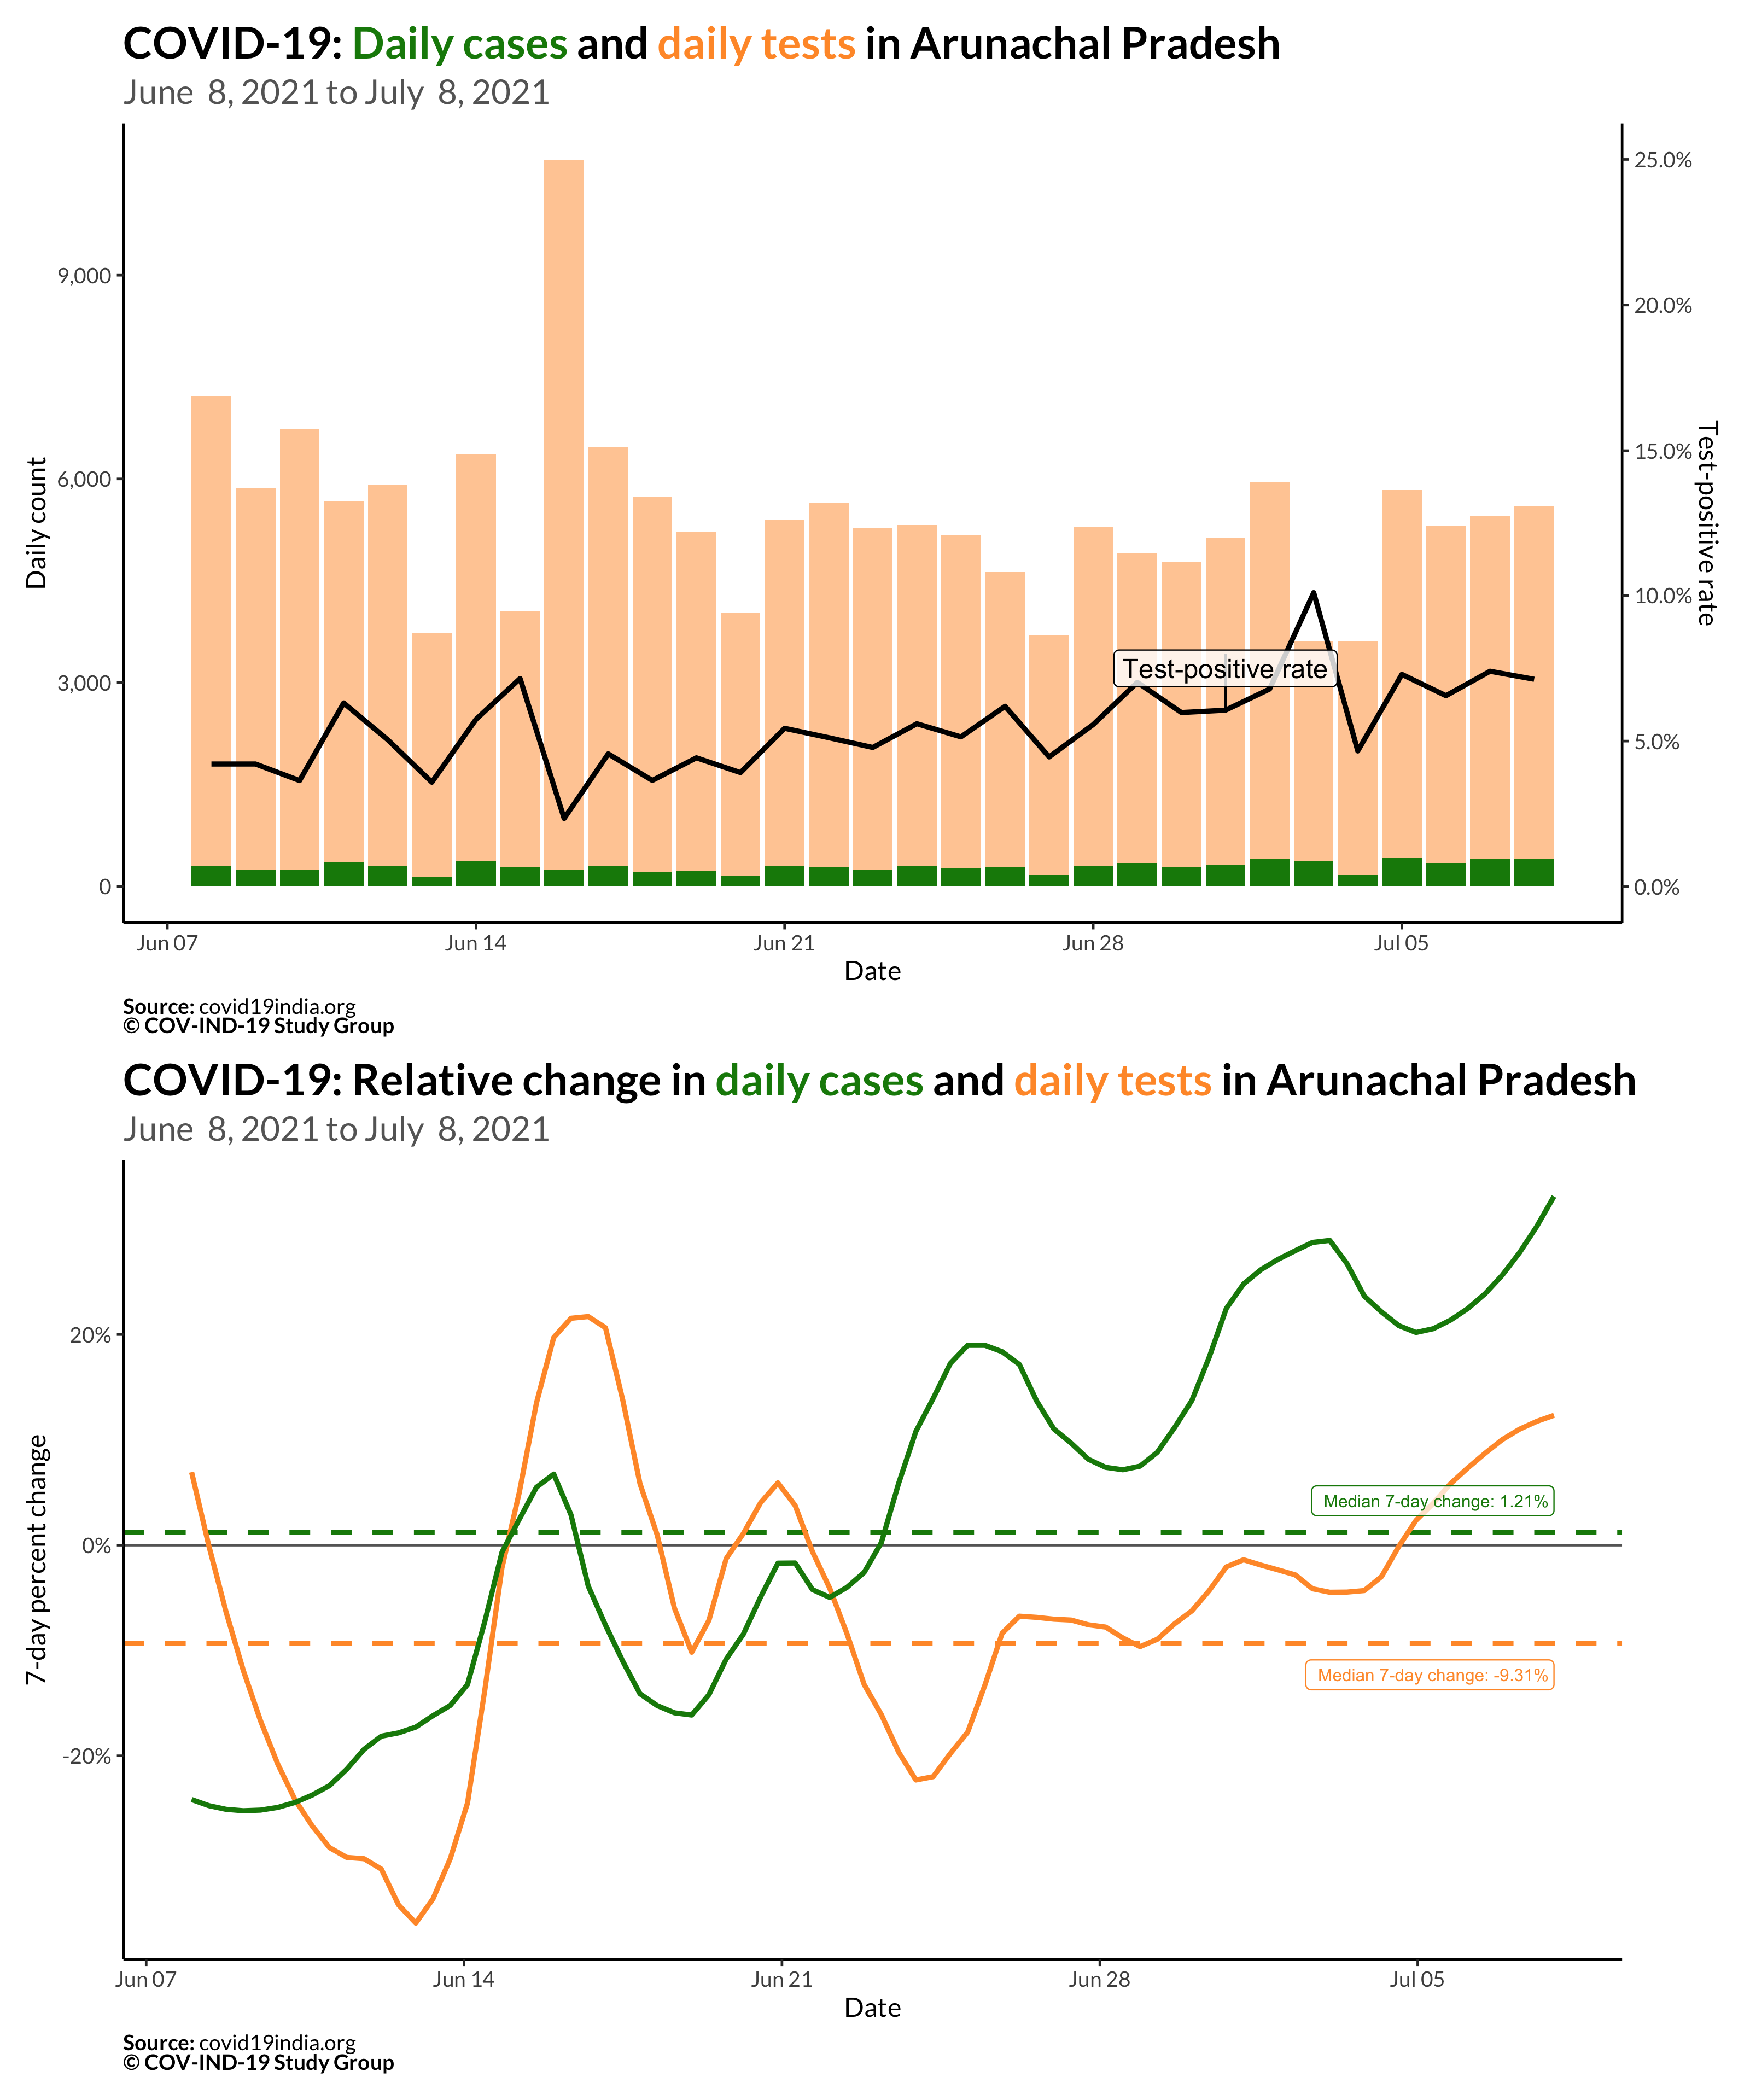 COVID-19: Daily cases and daily tests in Arunachal Pradesh
June 8, 2021 to July 8, 2021
Daily count
9,000
6,000
3,000
0
25.0%
20.0%
15.0%
10.0%
5.0%
0.0%
Test-positive rate
Test-positive rate
Jun 07
Jun 14
Jun 21
Jun 28
Jul 05
Date
Source: covid19india.org
© COV-IND-19 Study Group
COVID-19: Relative change in daily cases and daily tests in Arunachal Pradesh
June 8, 2021 to July 8, 2021
7-day percent change
20%
0%
-20%
Median 7-day change: 1.21%
Median 7-day change: -9.31%
Jun 07
Jun 14
Jun 21
Jun 28
Jul 05
Date
Source: covid19india.org
© COV-IND-19 Study Group